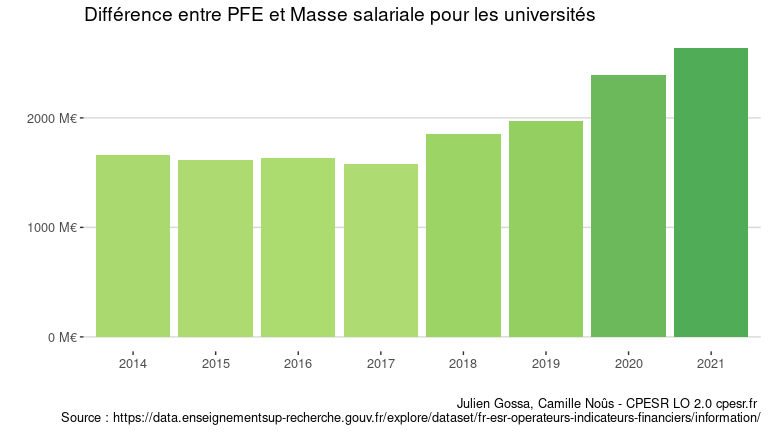 Différence entre PFE et Masse salariale pour les universités
2000 M€
1000 M€
0 M€
2014 2015 2016 2017 2018 2019 2020 2021
Julien Gossa, Camille Noûs - CPESR LO 2.0 cpesr.fr
Source : https://data.enseignementsup-recherche.gouv.fr/explore/dataset/fr-esr-operateurs-indicateurs-financiers/information/